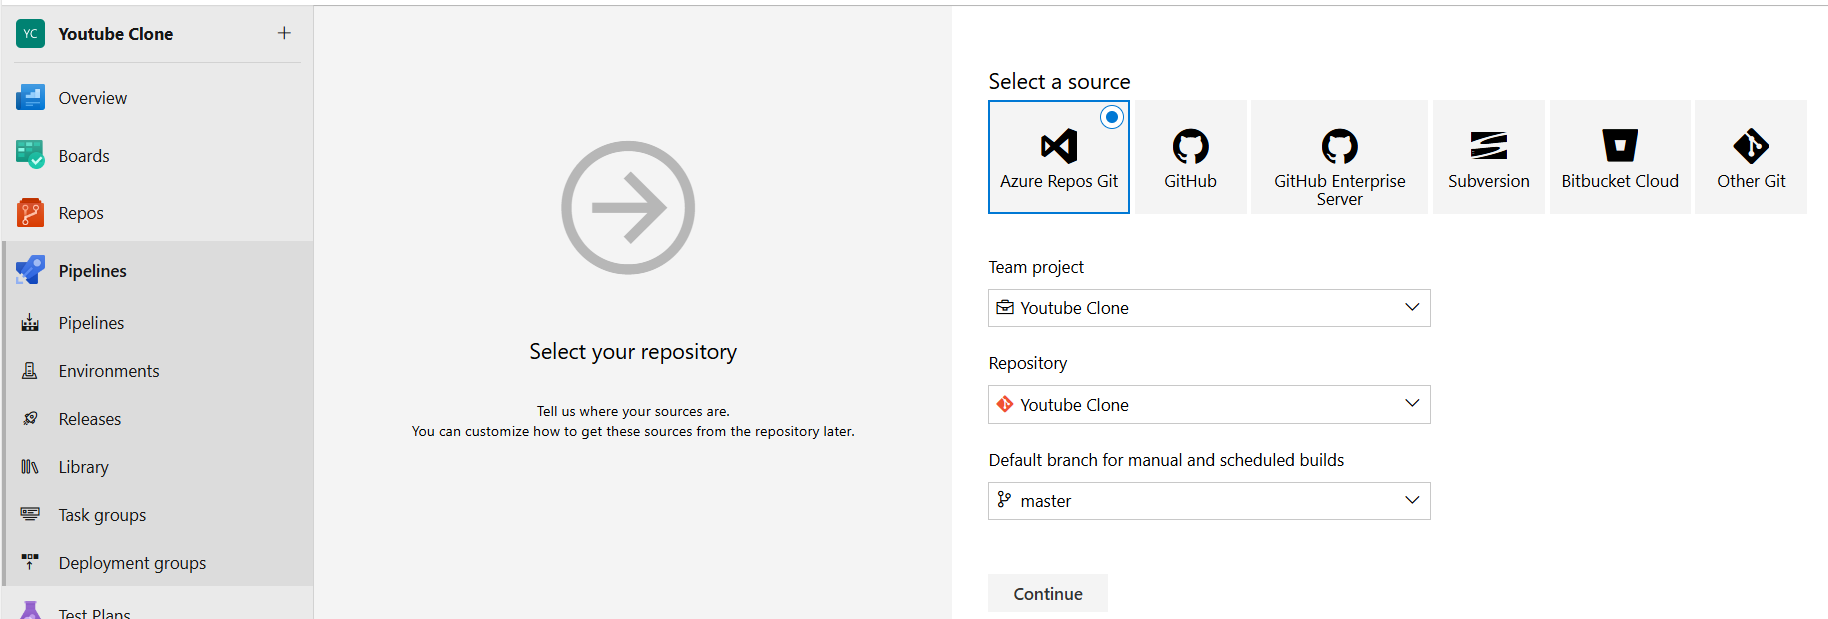 YC
Youtube Clone
+
Overview
Boards
Repos
Pipelines
Pipelines
Environments
Releases
Library
Task groups
Deployment groups
Test Plans
Select your repository
Tell us where your sources are.
You can customize how to get these sources from the repository later.
Select a source
Azure Repos Git
GitHub
GitHub Enterprise
Server
Subversion
Bitbucket Cloud
Other Git
Team project
Youtube Clone
Repository
Youtube Clone
Default branch for manual and scheduled builds
master
Continue